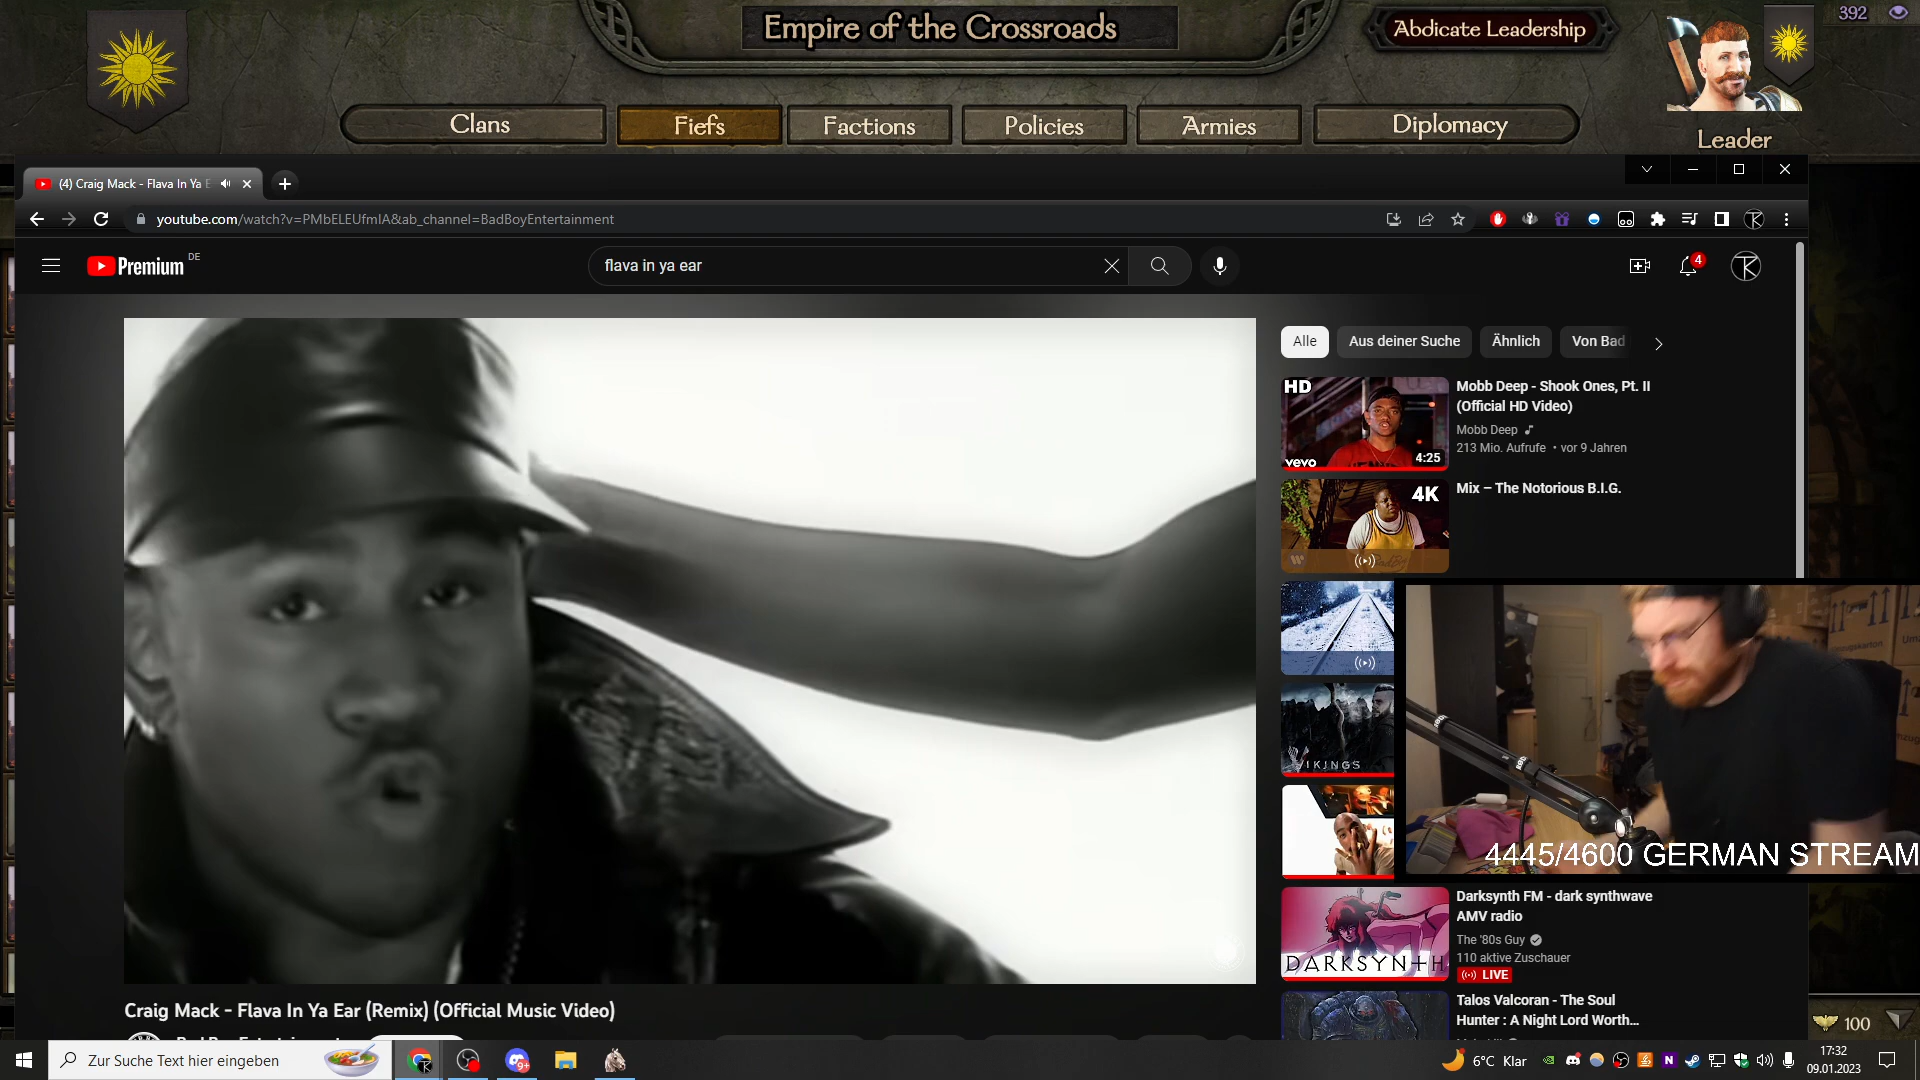 Empire of the Crossroads
Abdicate Leadership
392
Clans
Fiefs
Factions
Policies
Armies
Diplomacy
Leader
(4) Craig Mack - Flava In Ya E
youtube.com/watch?v=PMbELEUfmIA&ab_channel=BadBoyEntertainment
Premium DE
flava in ya ear
4
Alle
Aus deiner Suche
Ähnlich
Von Bad
HD
vevo
4:25
Mobb Deep - Shook Ones, Pt. II
(Official HD Video)
Mobb Deep
213 Mio. Aufrufe • vor 9 Jahren
4K
Mix – The Notorious B.I.G.
VIKINGS
4445/4600 GERMAN STREAM
DARKSYNTH
Darksynth FM - dark synthwave
AMV radio
The '80s Guy
110 aktive Zuschauer
LIVE
Talos Valcoran - The Soul
Hunter : A Night Lord Worth...
Craig Mack - Flava In Ya Ear (Remix) (Official Music Video)
100
Zur Suche Text hier eingeben
9+
6°C Klar
17:32
09.01.2023